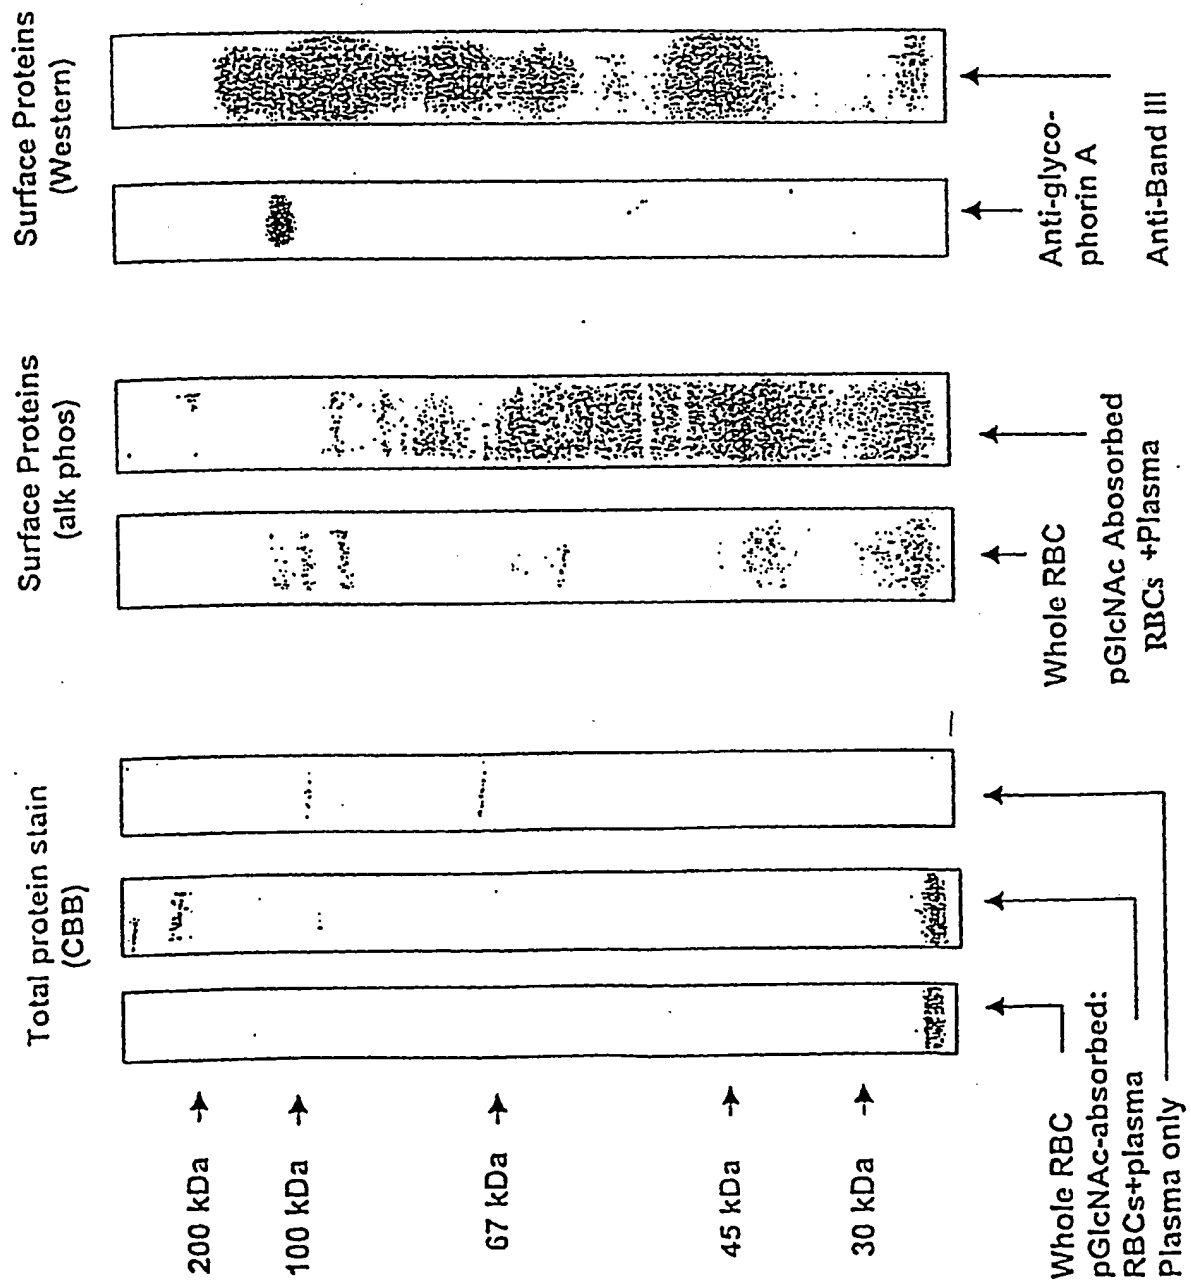 Total protein stain
(CBB)
Surface Proteins
(alk phos)
Surface Proteins
(Western)
200 kDa
100 kDa
67 kDa
45 kDa
30 kDa
Whole RBC
pGlcNAc-absorbed:
RBCs+plasma
Plasma only
Whole RBC
pGlcNAc Abosorbed
RBCs +Plasma
Anti-glyco-
phorin A
Anti-Band III